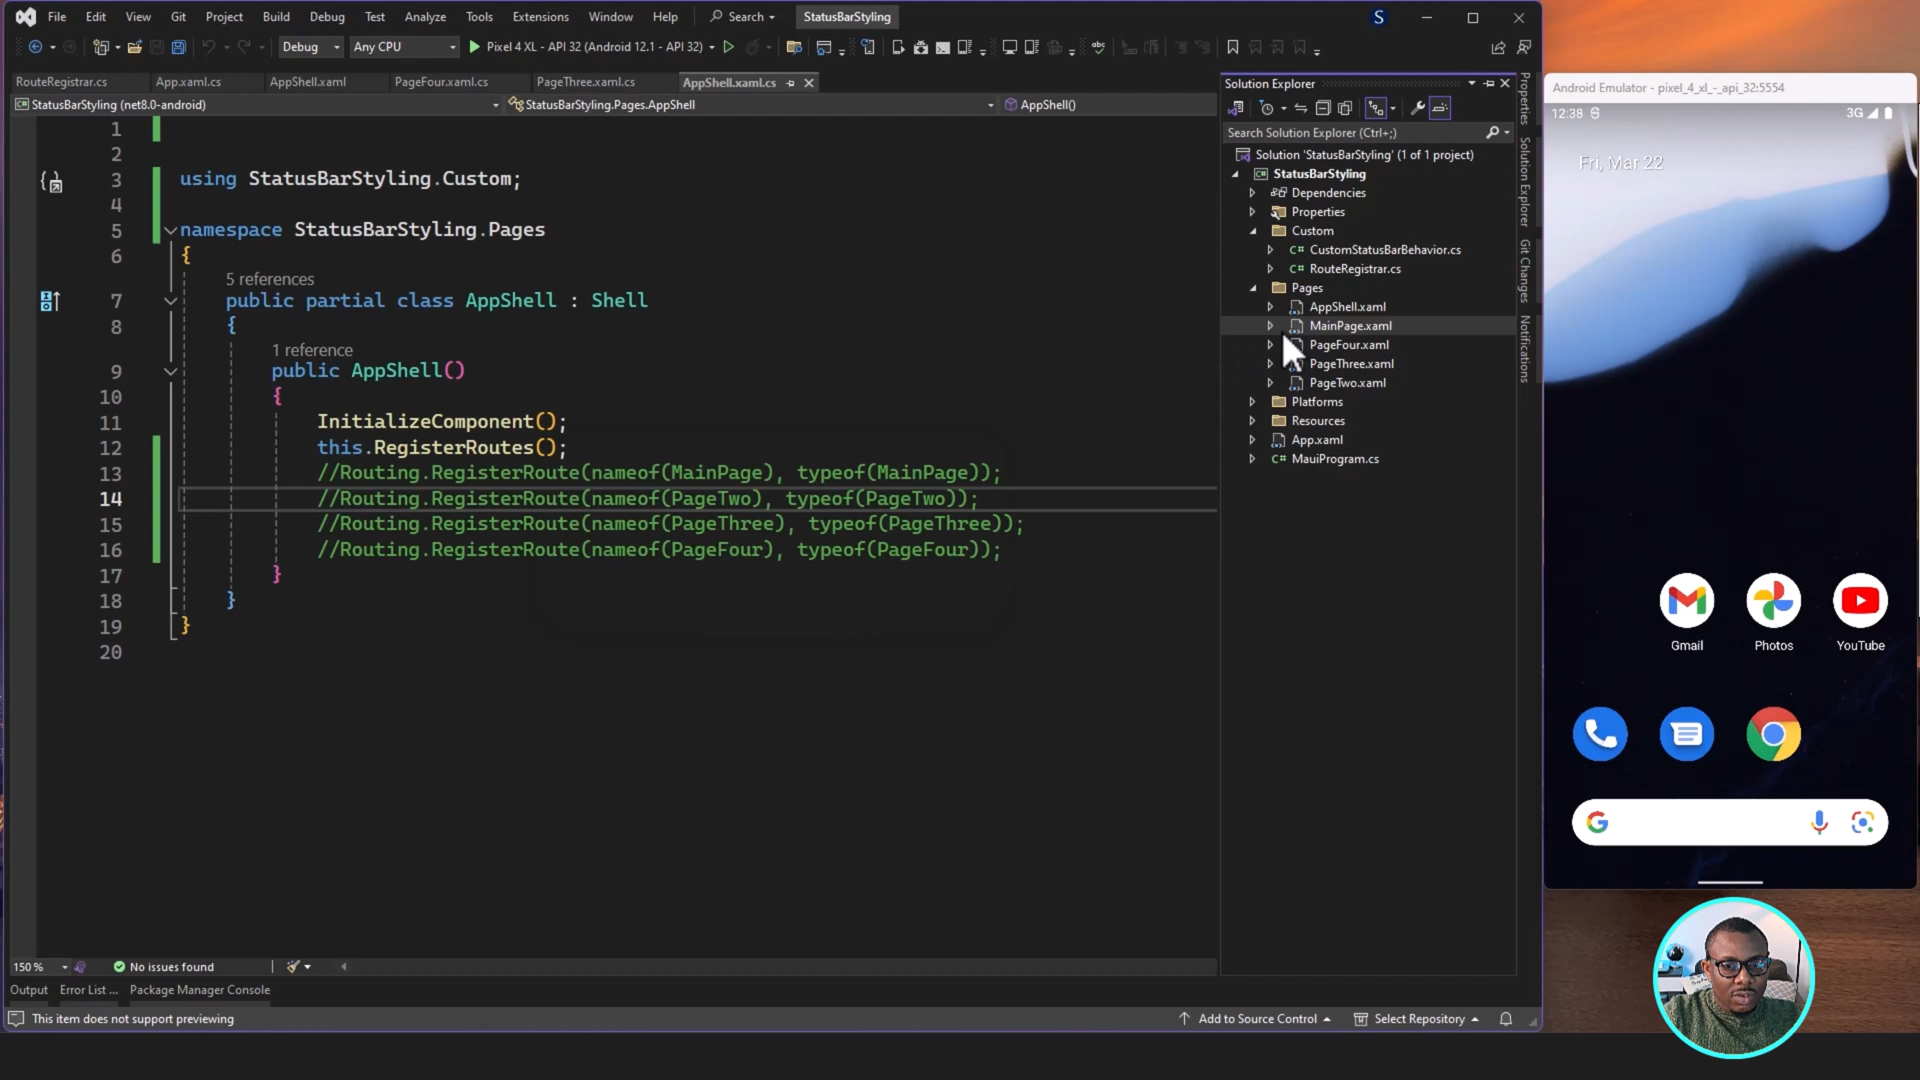 File Edit View Git Project Build Debug Test Analyze Tools Extensions Window Help Search StatusBarStyling S
Debug Any CPU Pixel 4 XL - API 32 (Android 12.1 - API 32)
RouteRegistrar.cs App.xaml.cs AppShell.xaml PageFour.xaml.cs PageThree.xaml.cs AppShell.xaml.cs
StatusBarStyling (net8.0-android) StatusBarStyling.Pages.AppShell AppShell()
1
2
3 using StatusBarStyling.Custom;
4
5 namespace StatusBarStyling.Pages
6 {
5 references
7 public partial class AppShell : Shell
8 {
1 reference
9 public AppShell()
10 {
11 InitializeComponent();
12 this.RegisterRoutes();
13 //Routing.RegisterRoute(nameof(MainPage), typeof(MainPage));
14 //Routing.RegisterRoute(nameof(PageTwo), typeof(PageTwo));
15 //Routing.RegisterRoute(nameof(PageThree), typeof(PageThree));
16 //Routing.RegisterRoute(nameof(PageFour), typeof(PageFour));
17 }
18 }
19 }
20
150 % No issues found
Output Error List ... Package Manager Console
This item does not support previewing Add to Source Control Select Repository
Solution Explorer
Search Solution Explorer (Ctrl+;)
Solution 'StatusBarStyling' (1 of 1 project)
StatusBarStyling
Dependencies
Properties
Custom
C# CustomStatusBarBehavior.cs
C# RouteRegistrar.cs
Pages
AppShell.xaml
MainPage.xaml
PageFour.xaml
PageThree.xaml
PageTwo.xaml
Platforms
Resources
App.xaml
C# MauiProgram.cs
Properties
Solution Explorer
Git Changes
Notifications
Android Emulator - pixel_4_xl_-_api_32:5554
12:38 3G
Fri, Mar 22
Gmail Photos YouTube